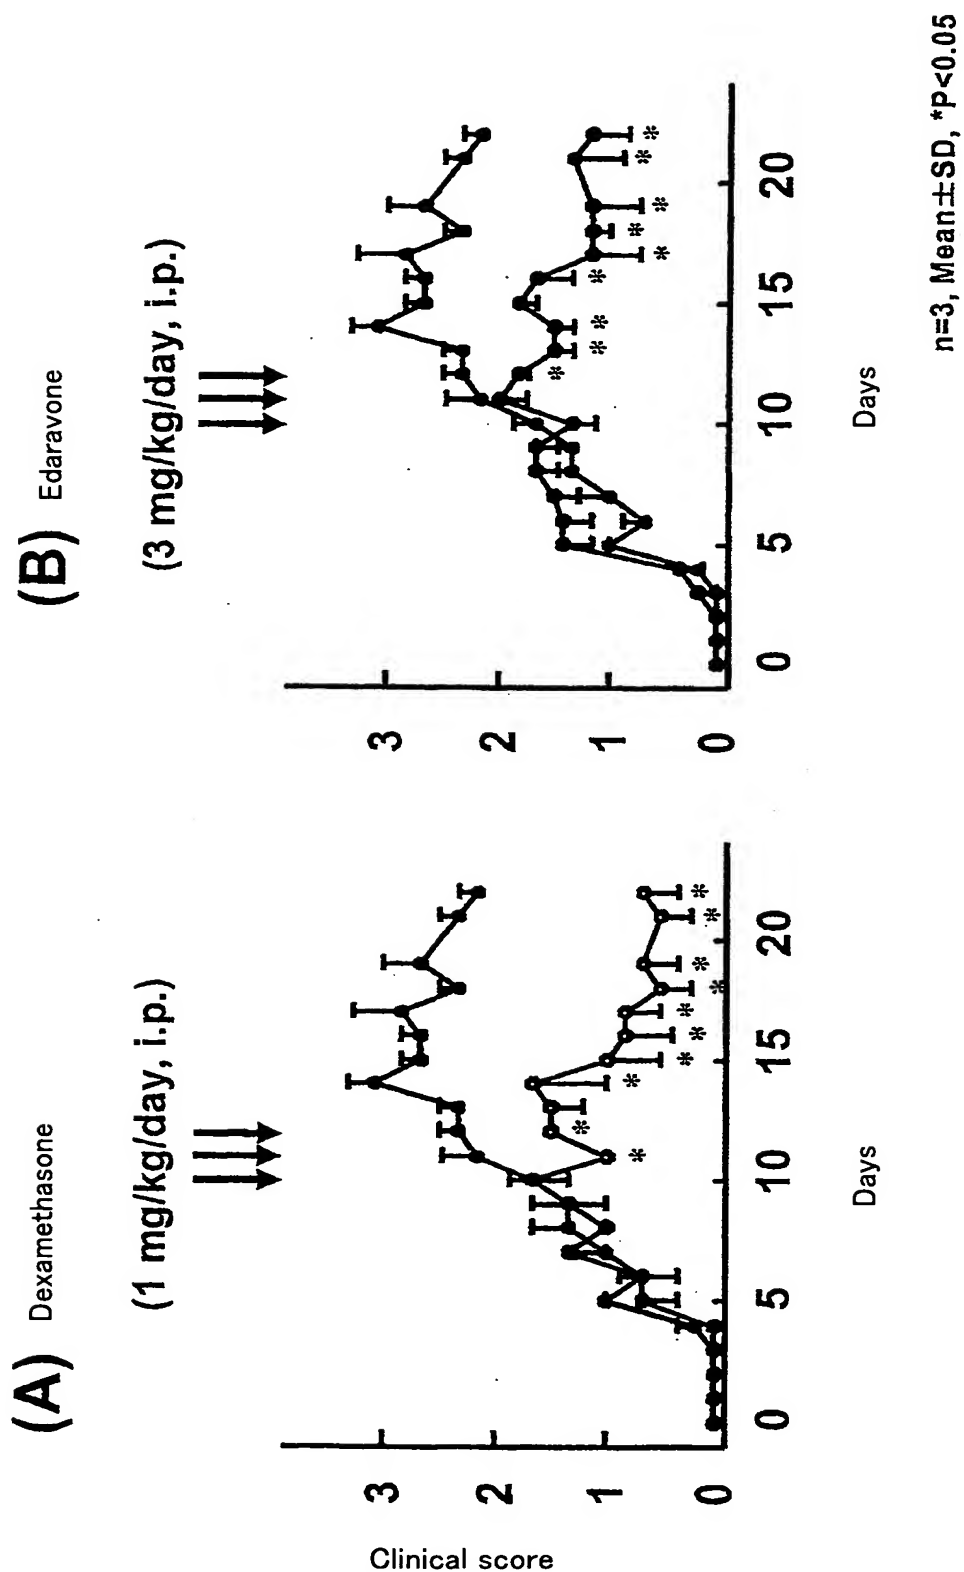 (A) Dexamethasone
(1 mg/kg/day, i.p.)
Clinical score
3
2
1
0
0 5 10 15 20
Days
* * * * * * * * *
(B) Edaravone
(3 mg/kg/day, i.p.)
3
2
1
0
0 5 10 15 20
Days
* * * * * * * * *
n=3, Mean±SD, *P<0.05